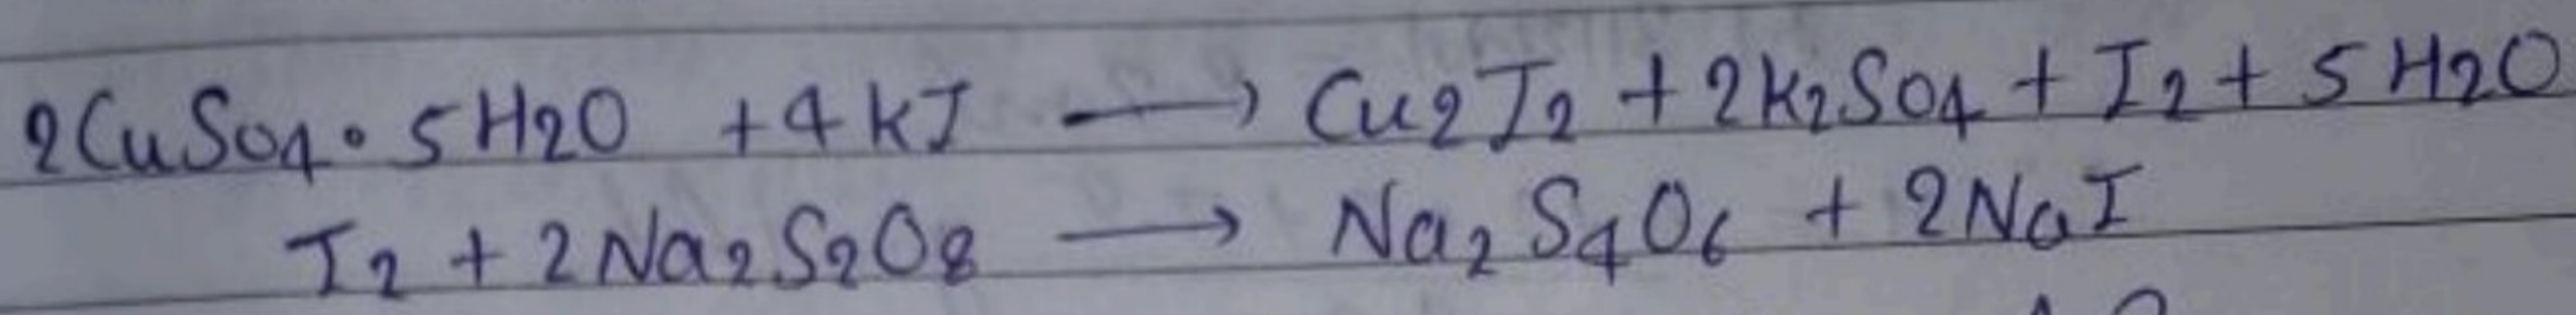 2CuSO4・5H2O + 4KI ⟶ Cu2I2 + 2K2SO4 + I2 + 5H2O
I2 + 2Na2S2O8 ⟶ Na2S4O6 + 2NaI